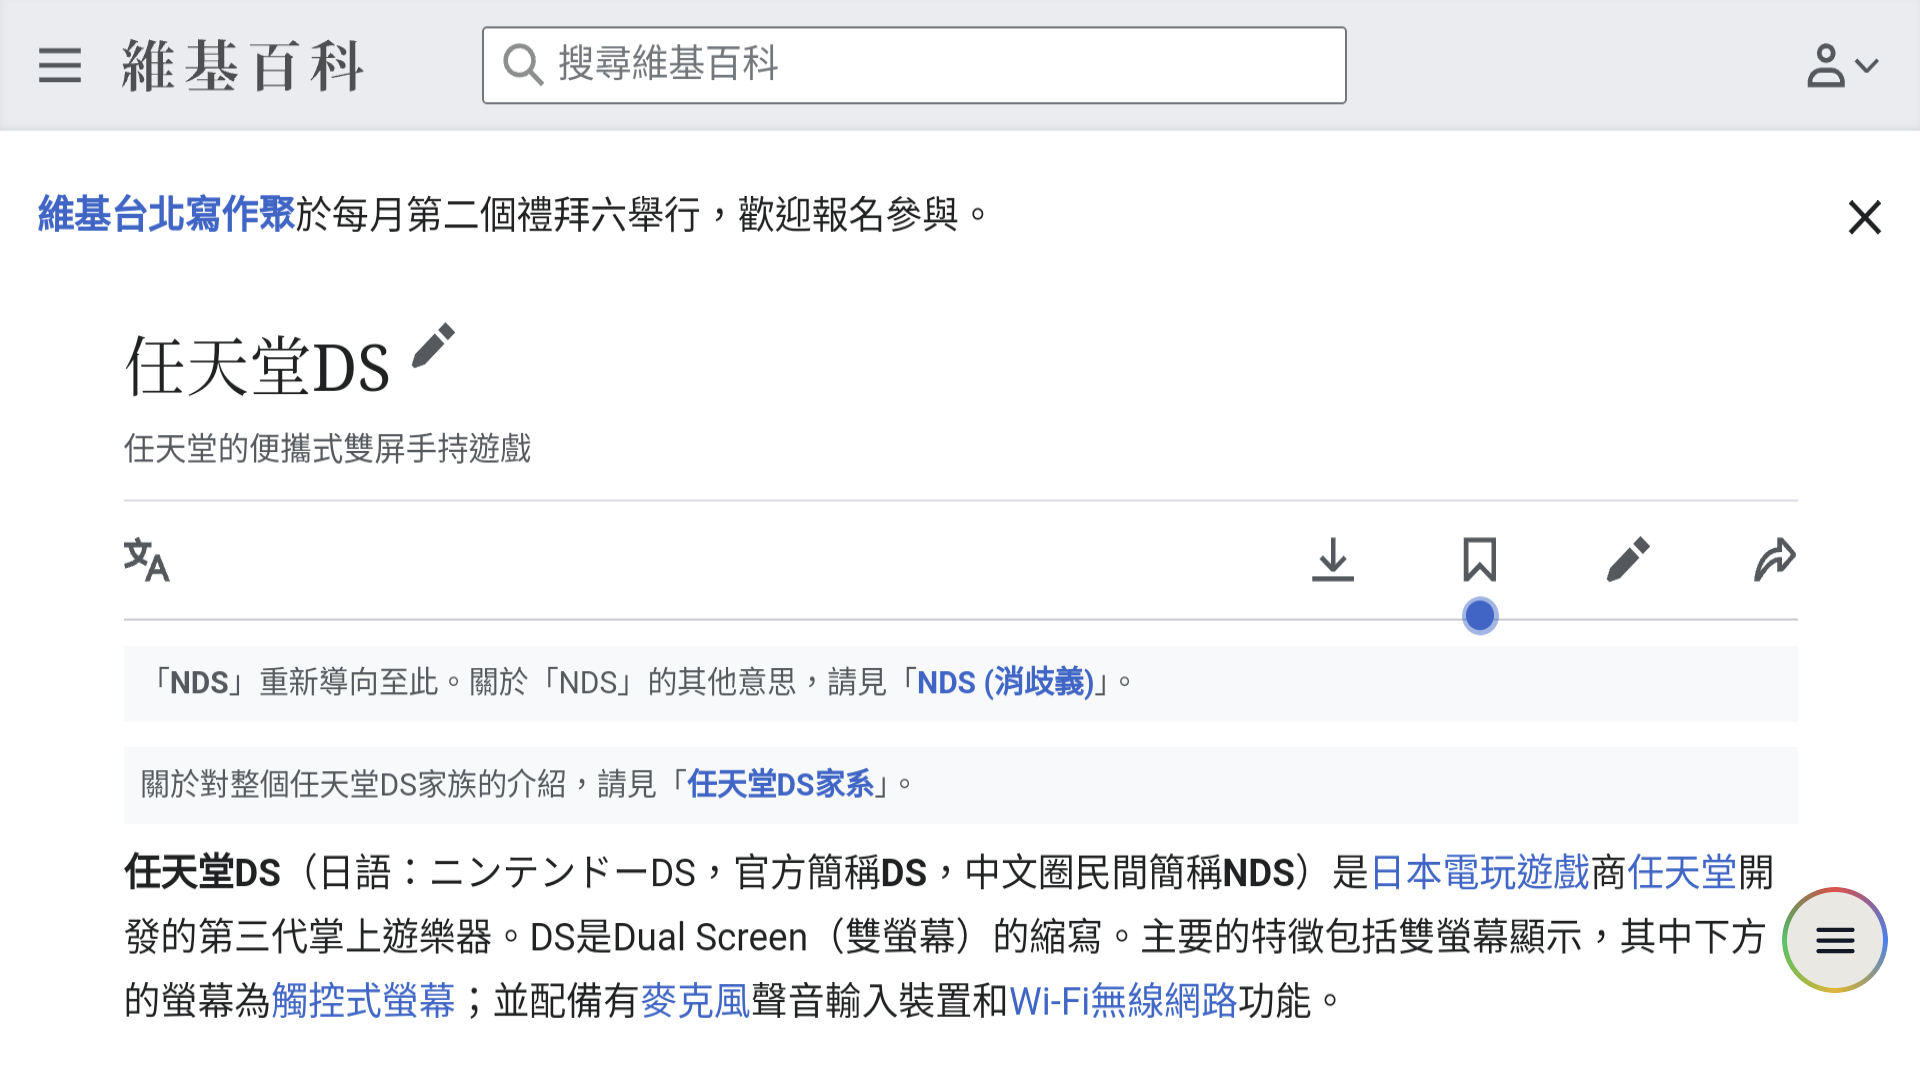 維基百科
搜尋維基百科
維基台北寫作聚於每月第二個禮拜六舉行，歡迎報名參與。
任天堂DS
任天堂的便攜式雙屏手持遊戲
「NDS」重新導向至此。關於「NDS」的其他意思，請見「NDS (消歧義)」。
關於對整個任天堂DS家族的介紹，請見「任天堂DS家系」。
任天堂DS（日語：ニンテンドーDS，官方簡稱DS，中文圈民間簡稱NDS）是日本電玩遊戲商任天堂開
發的第三代掌上遊樂器。DS是Dual Screen（雙螢幕）的縮寫。主要的特徵包括雙螢幕顯示，其中下方
的螢幕為觸控式螢幕；並配備有麥克風聲音輸入裝置和Wi-Fi無線網路功能。